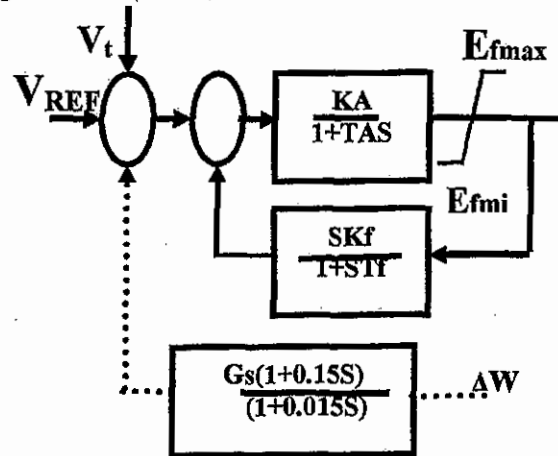 Vt
Efmax
VREF
KA
1+TAS
Efmi
SKf
1+STf
Gs(1+0.15S)
(1+0.015S)
ΔW